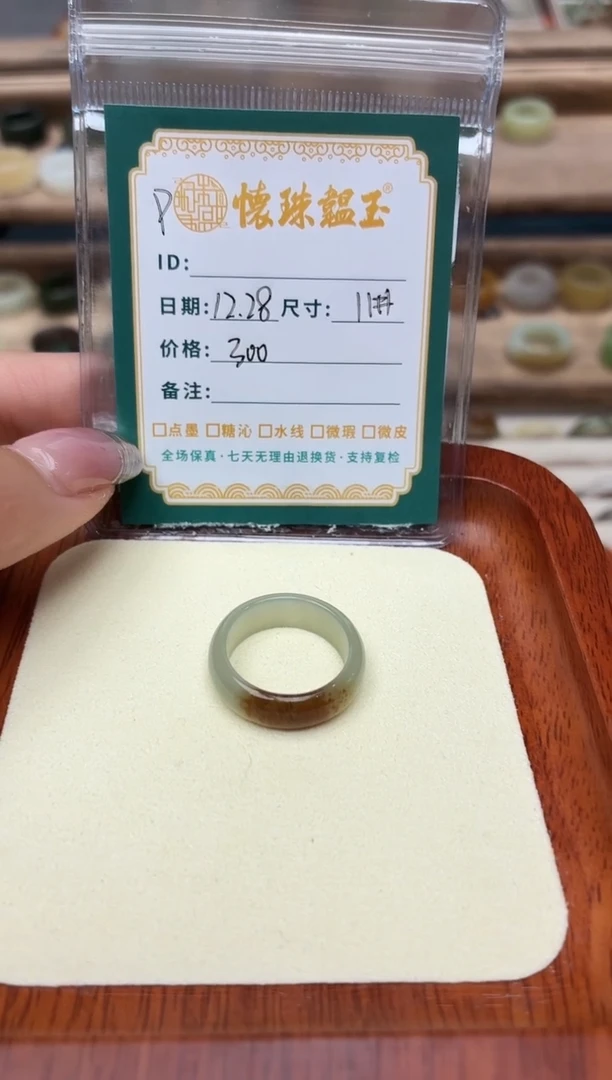 P 懷珠韞玉®
ID:
日期:12.28 尺寸: 11#
价格: 300
备注:
□点墨 □糖沁 □水线 □微瑕 □微皮
全场保真·七天无理由退换货·支持复检